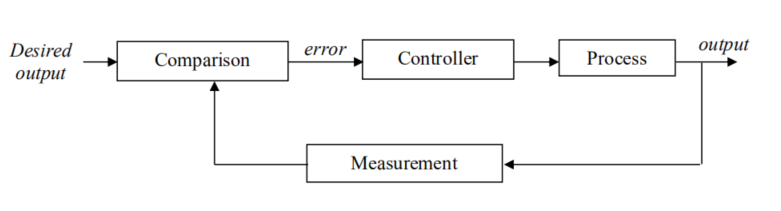 Desired
output
Comparison
error
Controller
Process
output
Measurement